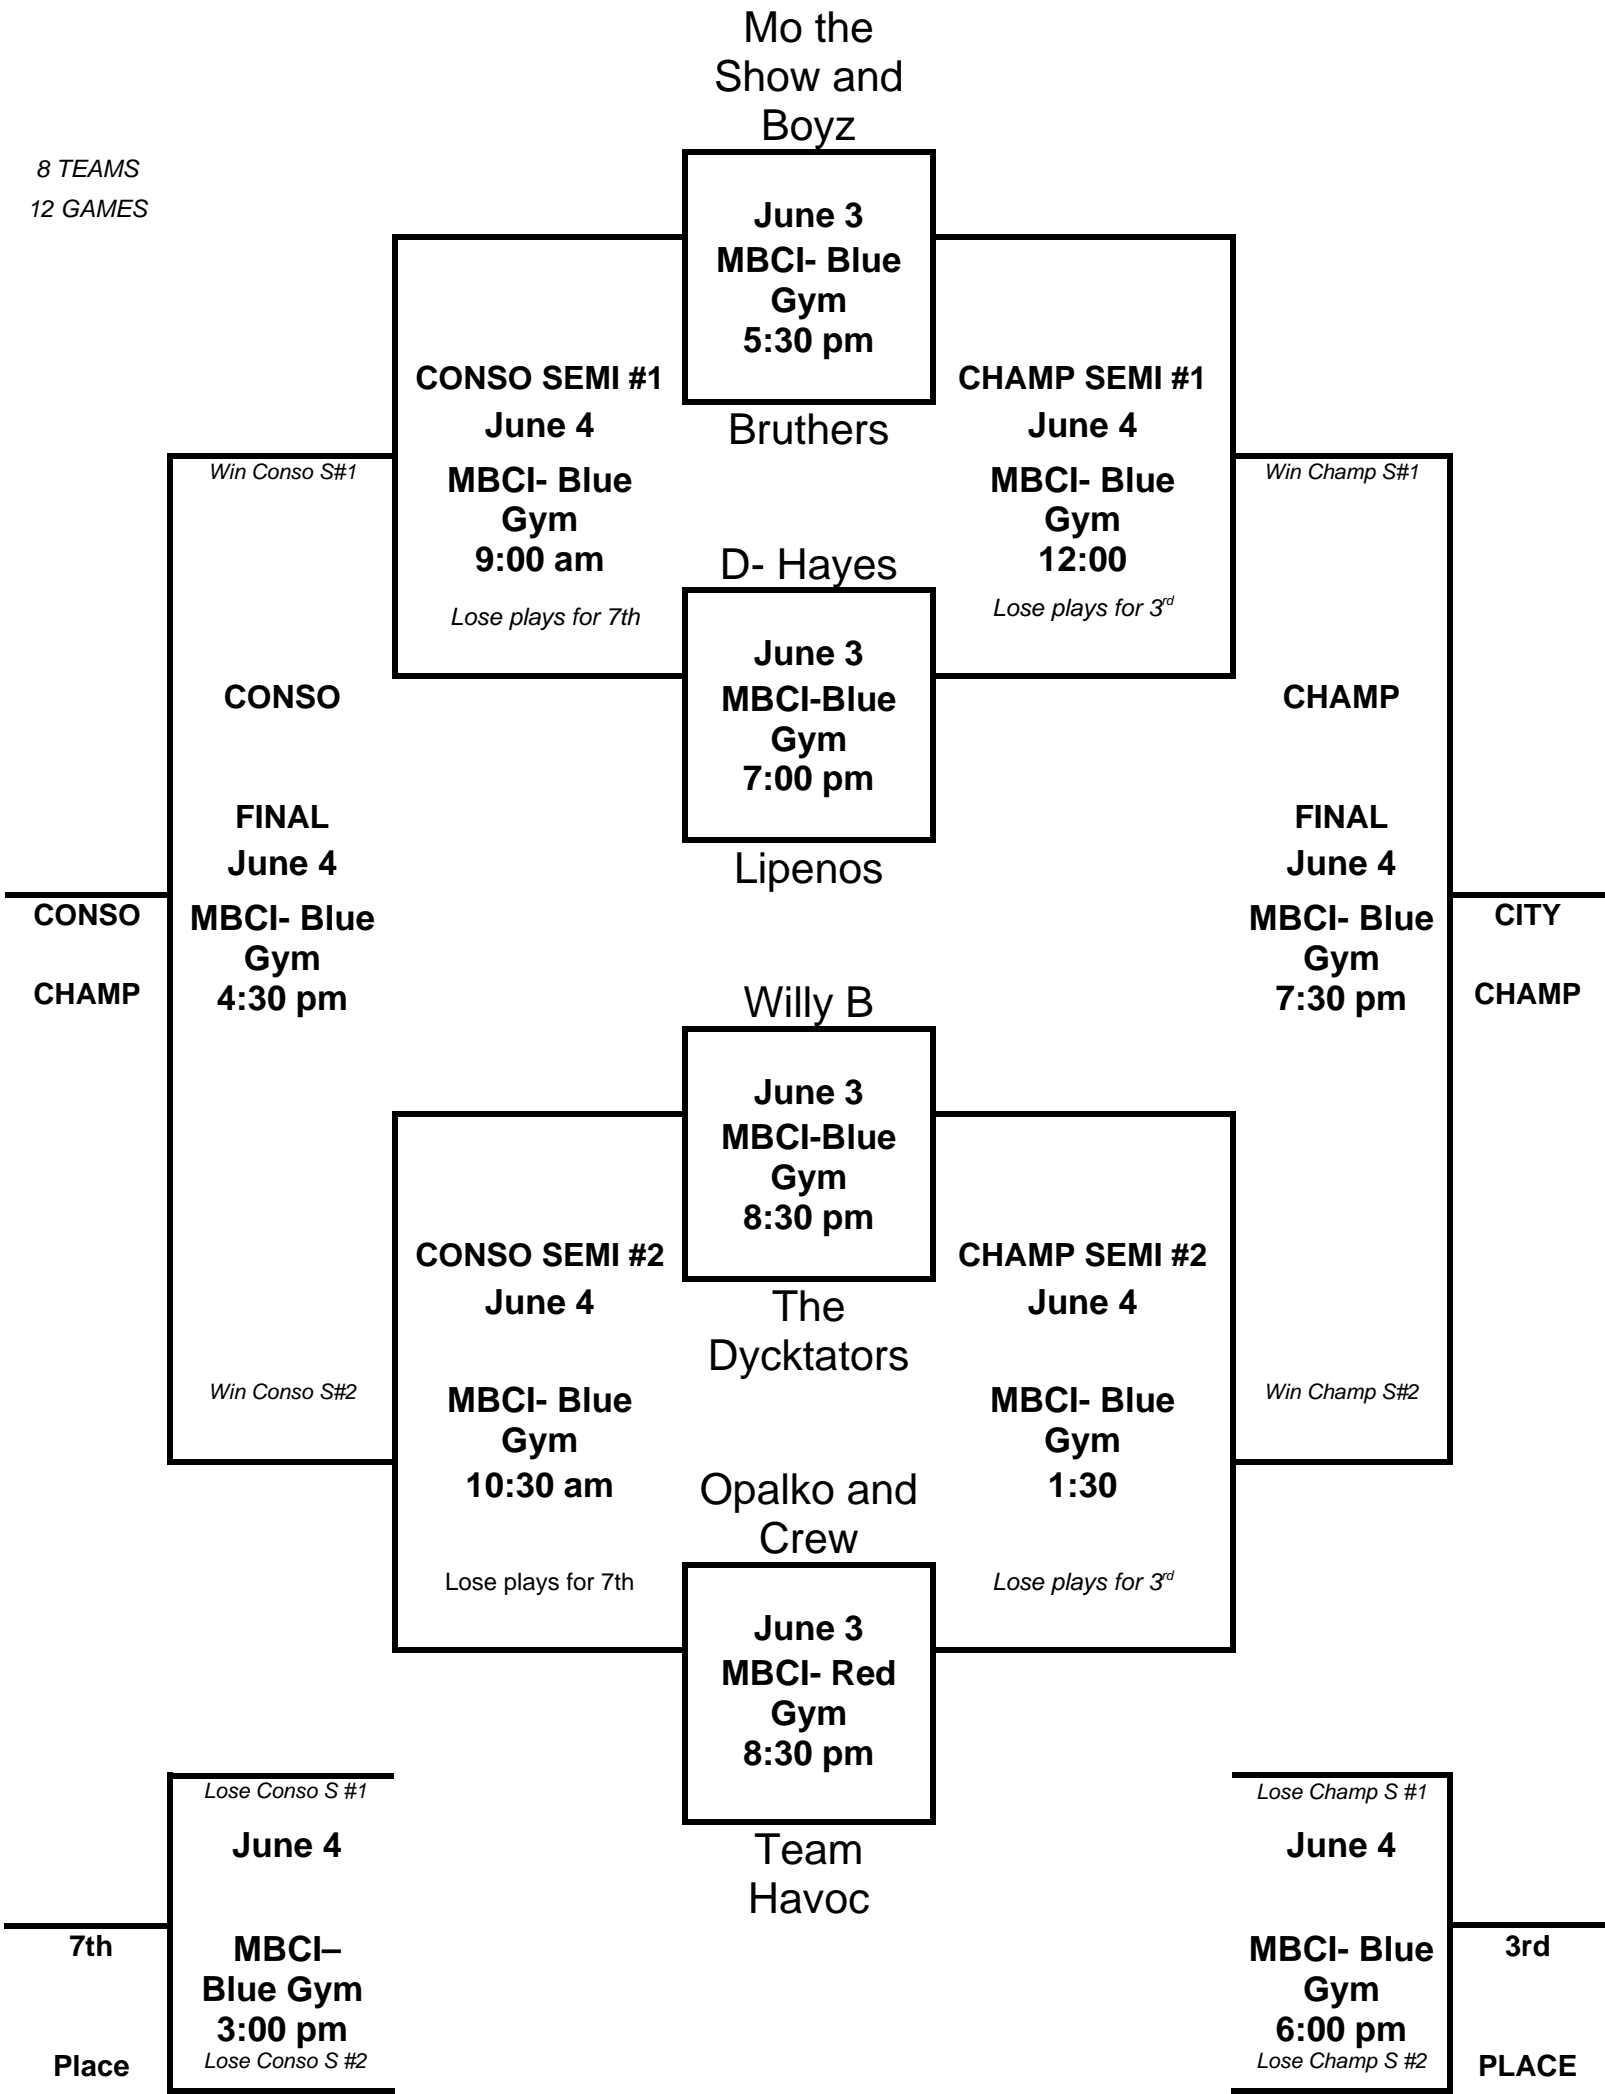 Mo the
Show and
Boyz
8 TEAMS
12 GAMES
June 3
MBCI- Blue
Gym
5:30 pm
Bruthers
CONSO SEMI #1
June 4
MBCI- Blue
Gym
9:00 am
Lose plays for 7th
CHAMP SEMI #1
June 4
MBCI- Blue
Gym
12:00
Lose plays for 3rd
Win Conso S#1
Win Champ S#1
D- Hayes
June 3
MBCI-Blue
Gym
7:00 pm
Lipenos
CONSO
FINAL
June 4
MBCI- Blue
Gym
4:30 pm
CONSO
CHAMP
CHAMP
FINAL
June 4
MBCI- Blue
Gym
7:30 pm
CITY
CHAMP
Willy B
June 3
MBCI-Blue
Gym
8:30 pm
The
Dycktators
CONSO SEMI #2
June 4
MBCI- Blue
Gym
10:30 am
Lose plays for 7th
CHAMP SEMI #2
June 4
MBCI- Blue
Gym
1:30
Lose plays for 3rd
Win Conso S#2
Win Champ S#2
Opalko and
Crew
June 3
MBCI- Red
Gym
8:30 pm
Team
Havoc
Lose Conso S #1
June 4
MBCI–
Blue Gym
3:00 pm
Lose Conso S #2
7th
Place
Lose Champ S #1
June 4
MBCI- Blue
Gym
6:00 pm
Lose Champ S #2
3rd
PLACE